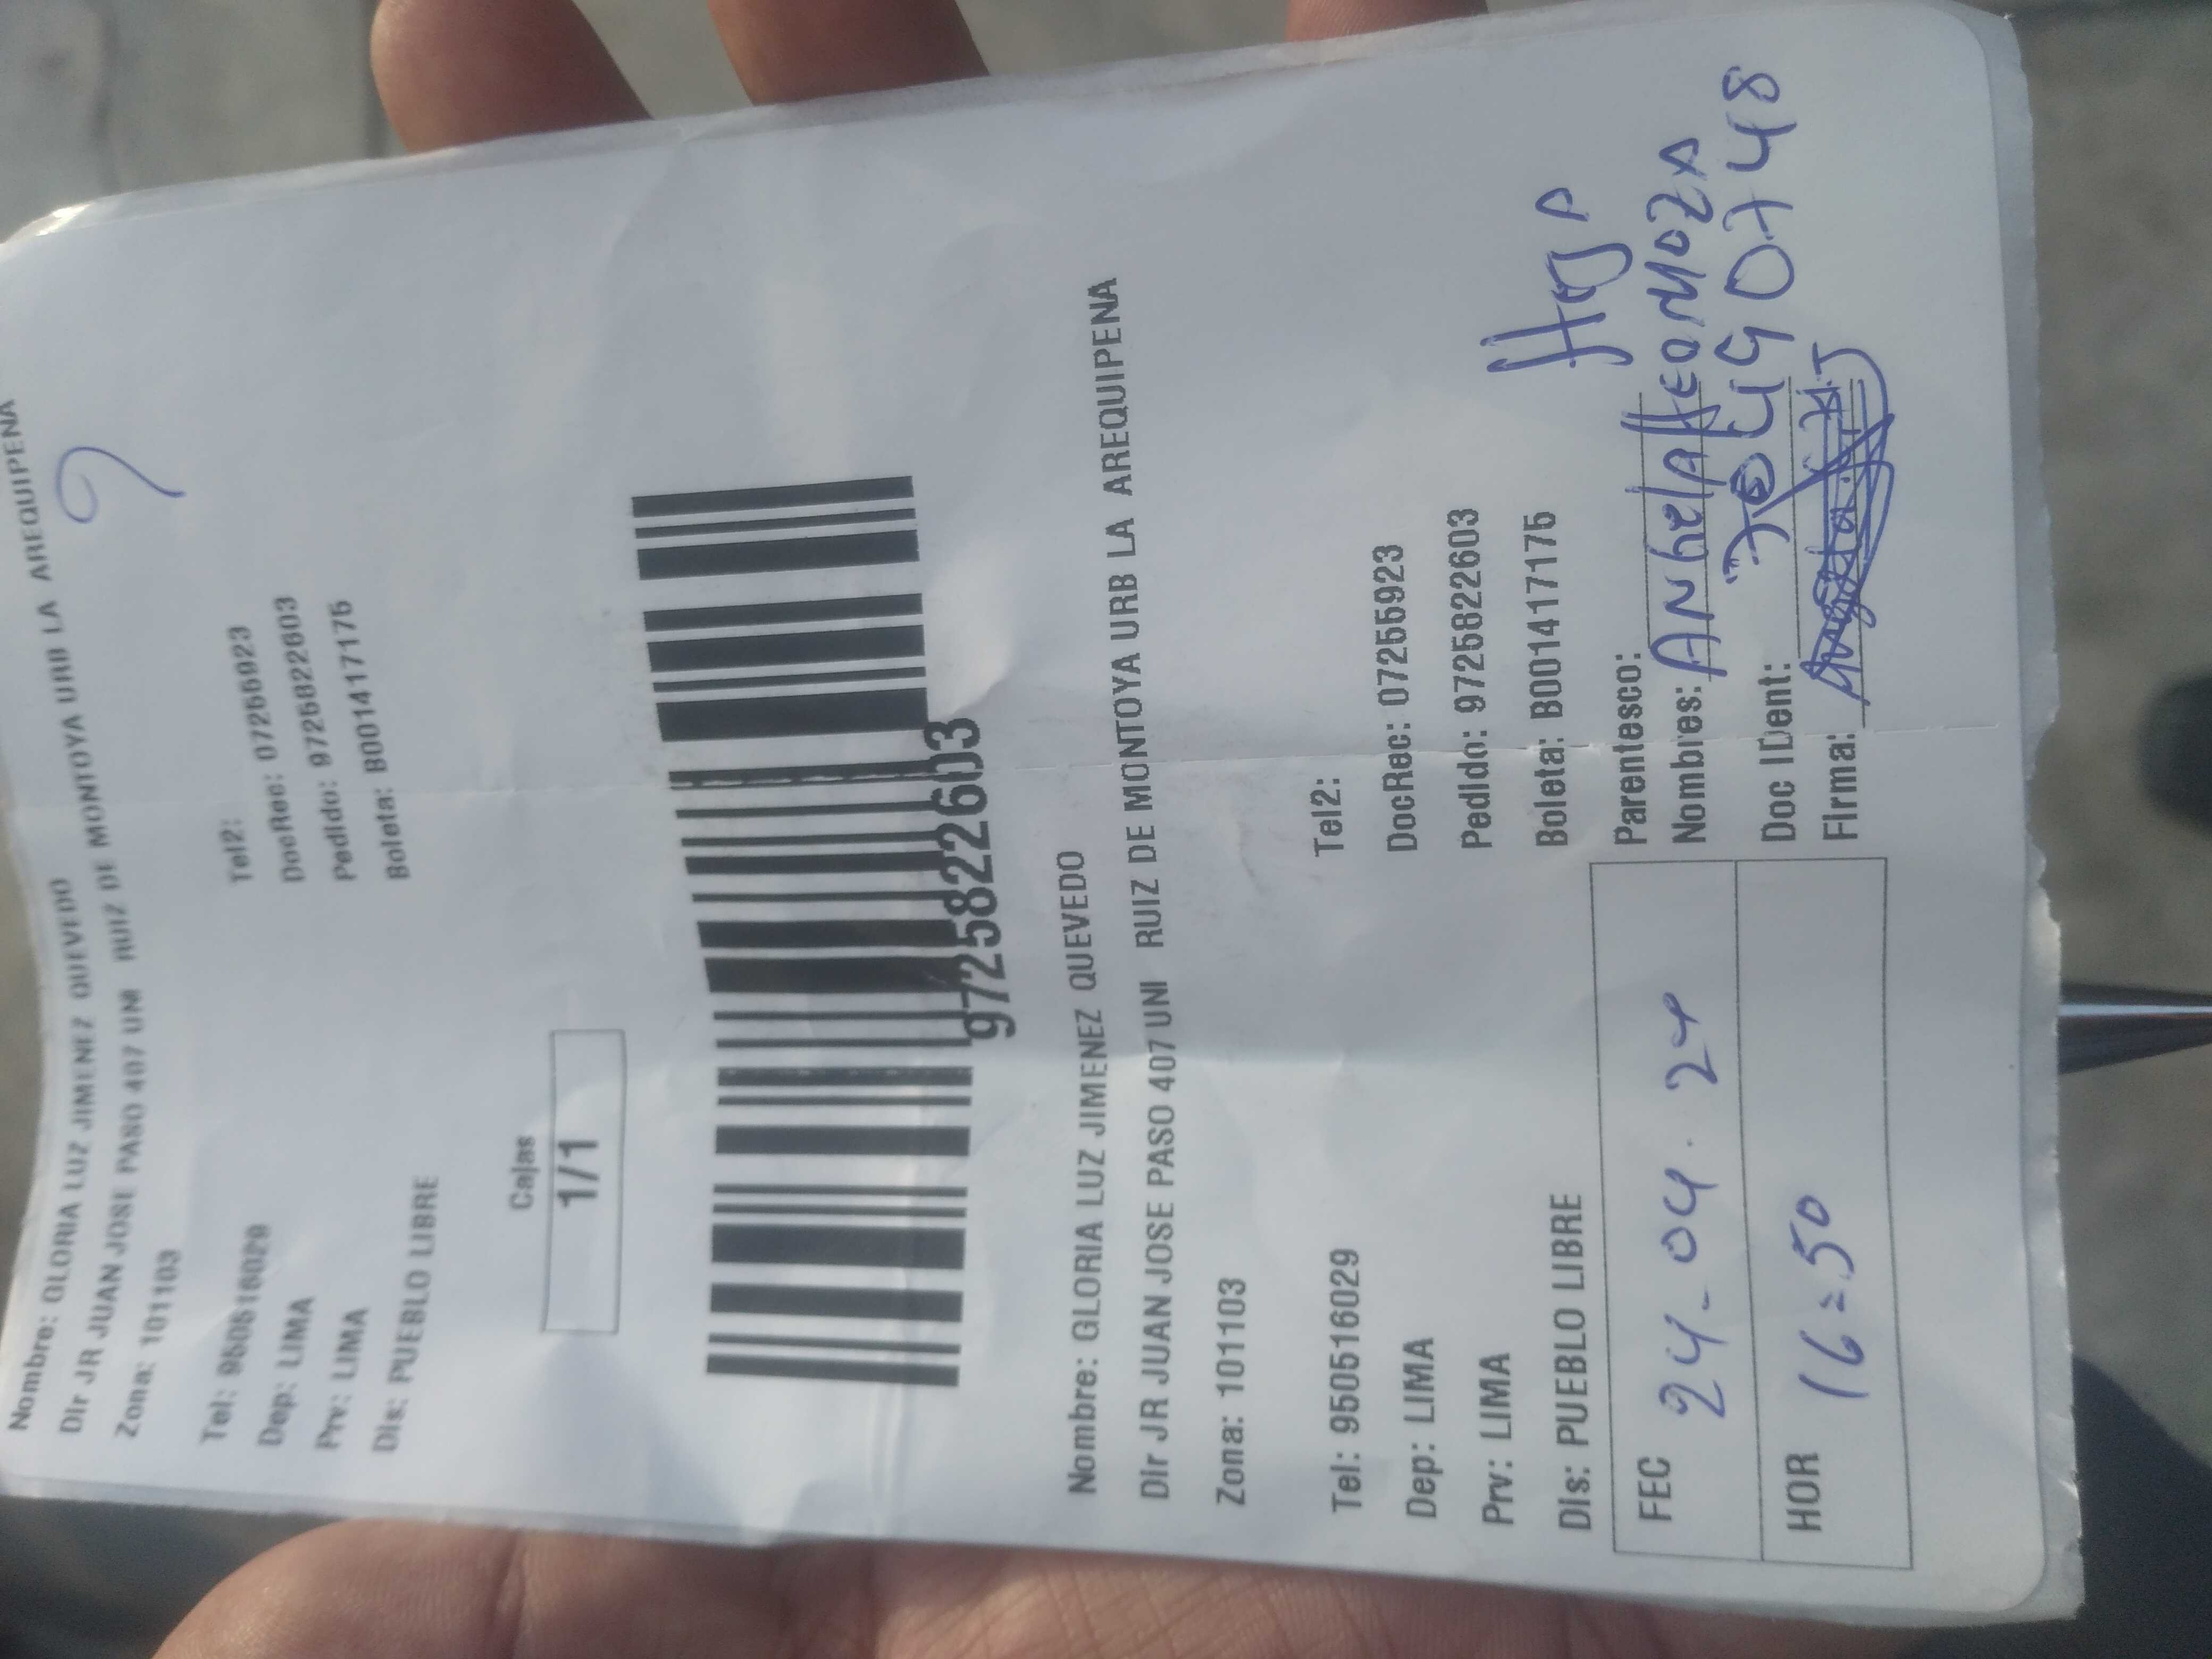 Nombre: GLORIA LUZ JIMENEZ QUEVEDO
Dir JR JUAN JOSE PASO 407 UNI RUIZ DE MONTOYA URB LA AREQUIPENA
Zona: 101103
Tel: 950516029 Tel2:
Dep: LIMA DocRec: 07255923
Prv: LIMA Pedido: 9725822603
Dis: PUEBLO LIBRE Boleta: B001417175
Cajas
1/1
9725822603
Nombre: GLORIA LUZ JIMENEZ QUEVEDO
Dir JR JUAN JOSE PASO 407 UNI RUIZ DE MONTOYA URB LA AREQUIPENA
Zona: 101103
Tel: 950516029 Tel2:
Dep: LIMA DocRec: 07255923
Prv: LIMA Pedido: 9725822603
Dis: PUEBLO LIBRE Boleta: B001417175
FEC 24-04.24
HOR 16=50
Parentesco:
Nombres:
Doc IDent:
Firma: